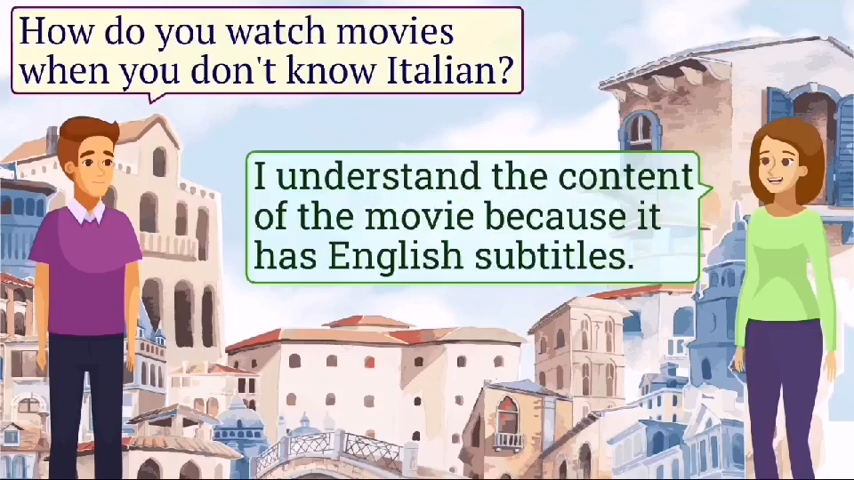 How do you watch movies
when you don't know Italian?
I understand the content
of the movie because it
has English subtitles.